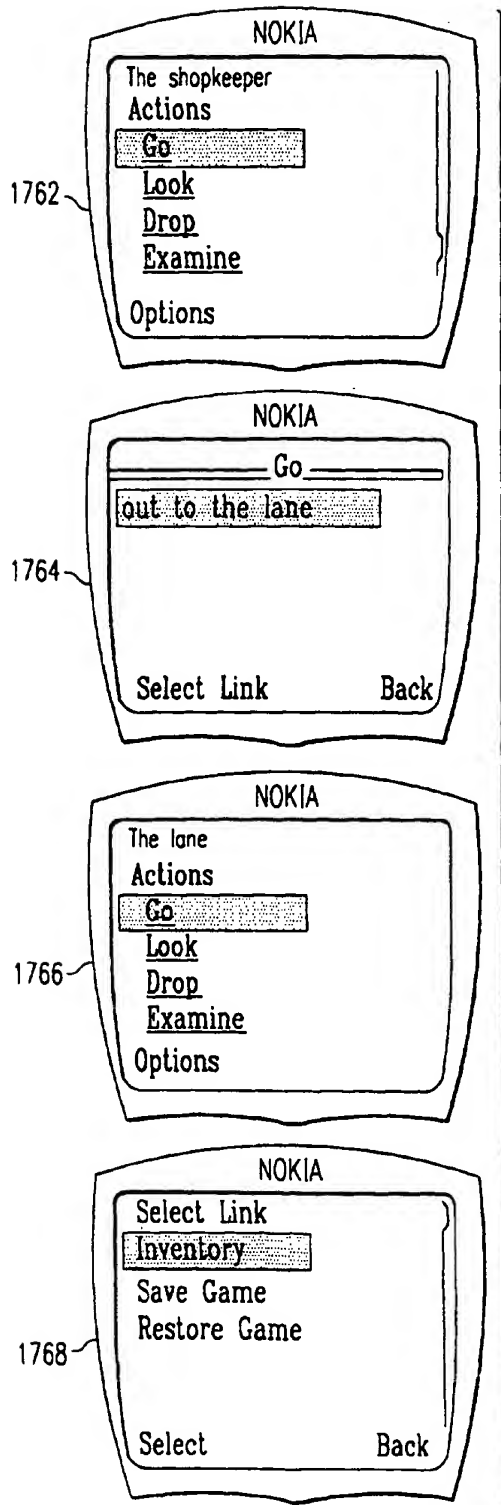 NOKIA
The shopkeeper
Actions
Go
Look
Drop
Examine
Options
1762
NOKIA
Go
out to the lane
Select Link Back
1764
NOKIA
The lane
Actions
Go
Look
Drop
Examine
Options
1766
NOKIA
Select Link
Inventory
Save Game
Restore Game
Select Back
1768